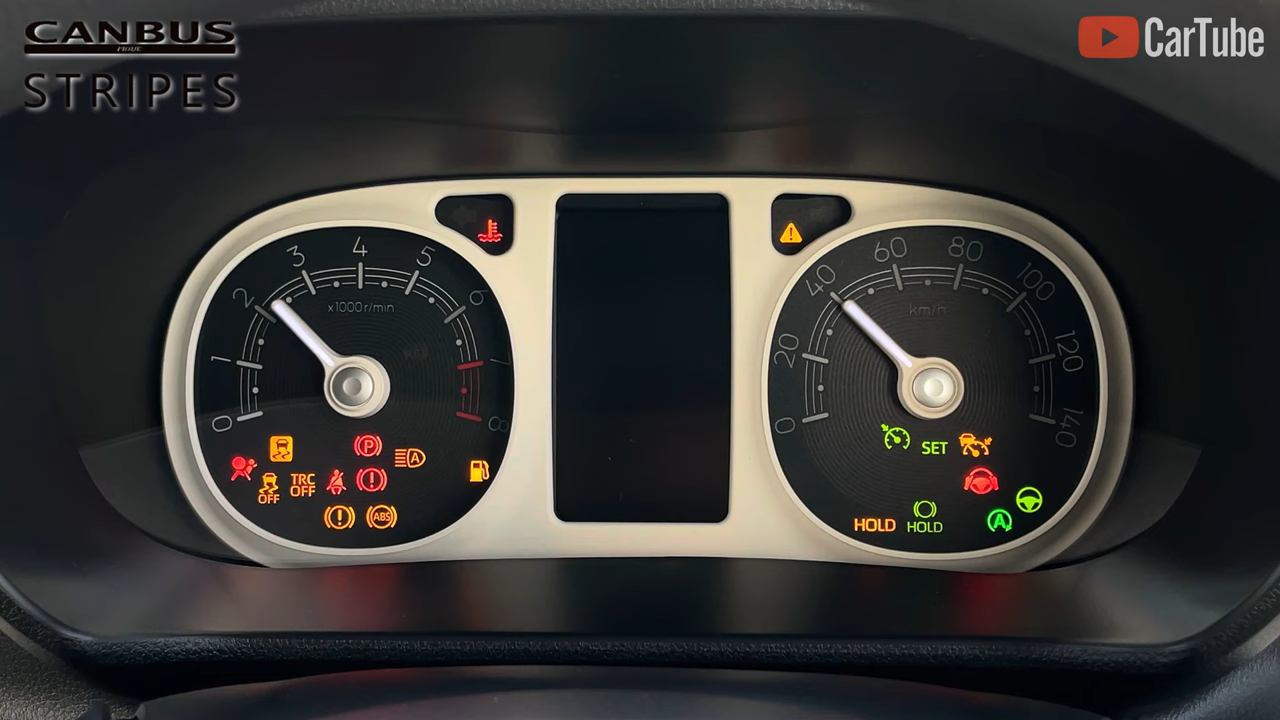 CANBUS
MOVE
STRIPES
CarTube
0
1
2
3
4
5
6
7
8
x1000r/min
OFF
TRC
OFF
P
A
ABS
0
20
40
60
80
100
120
140
km/h
SET
HOLD
HOLD
A